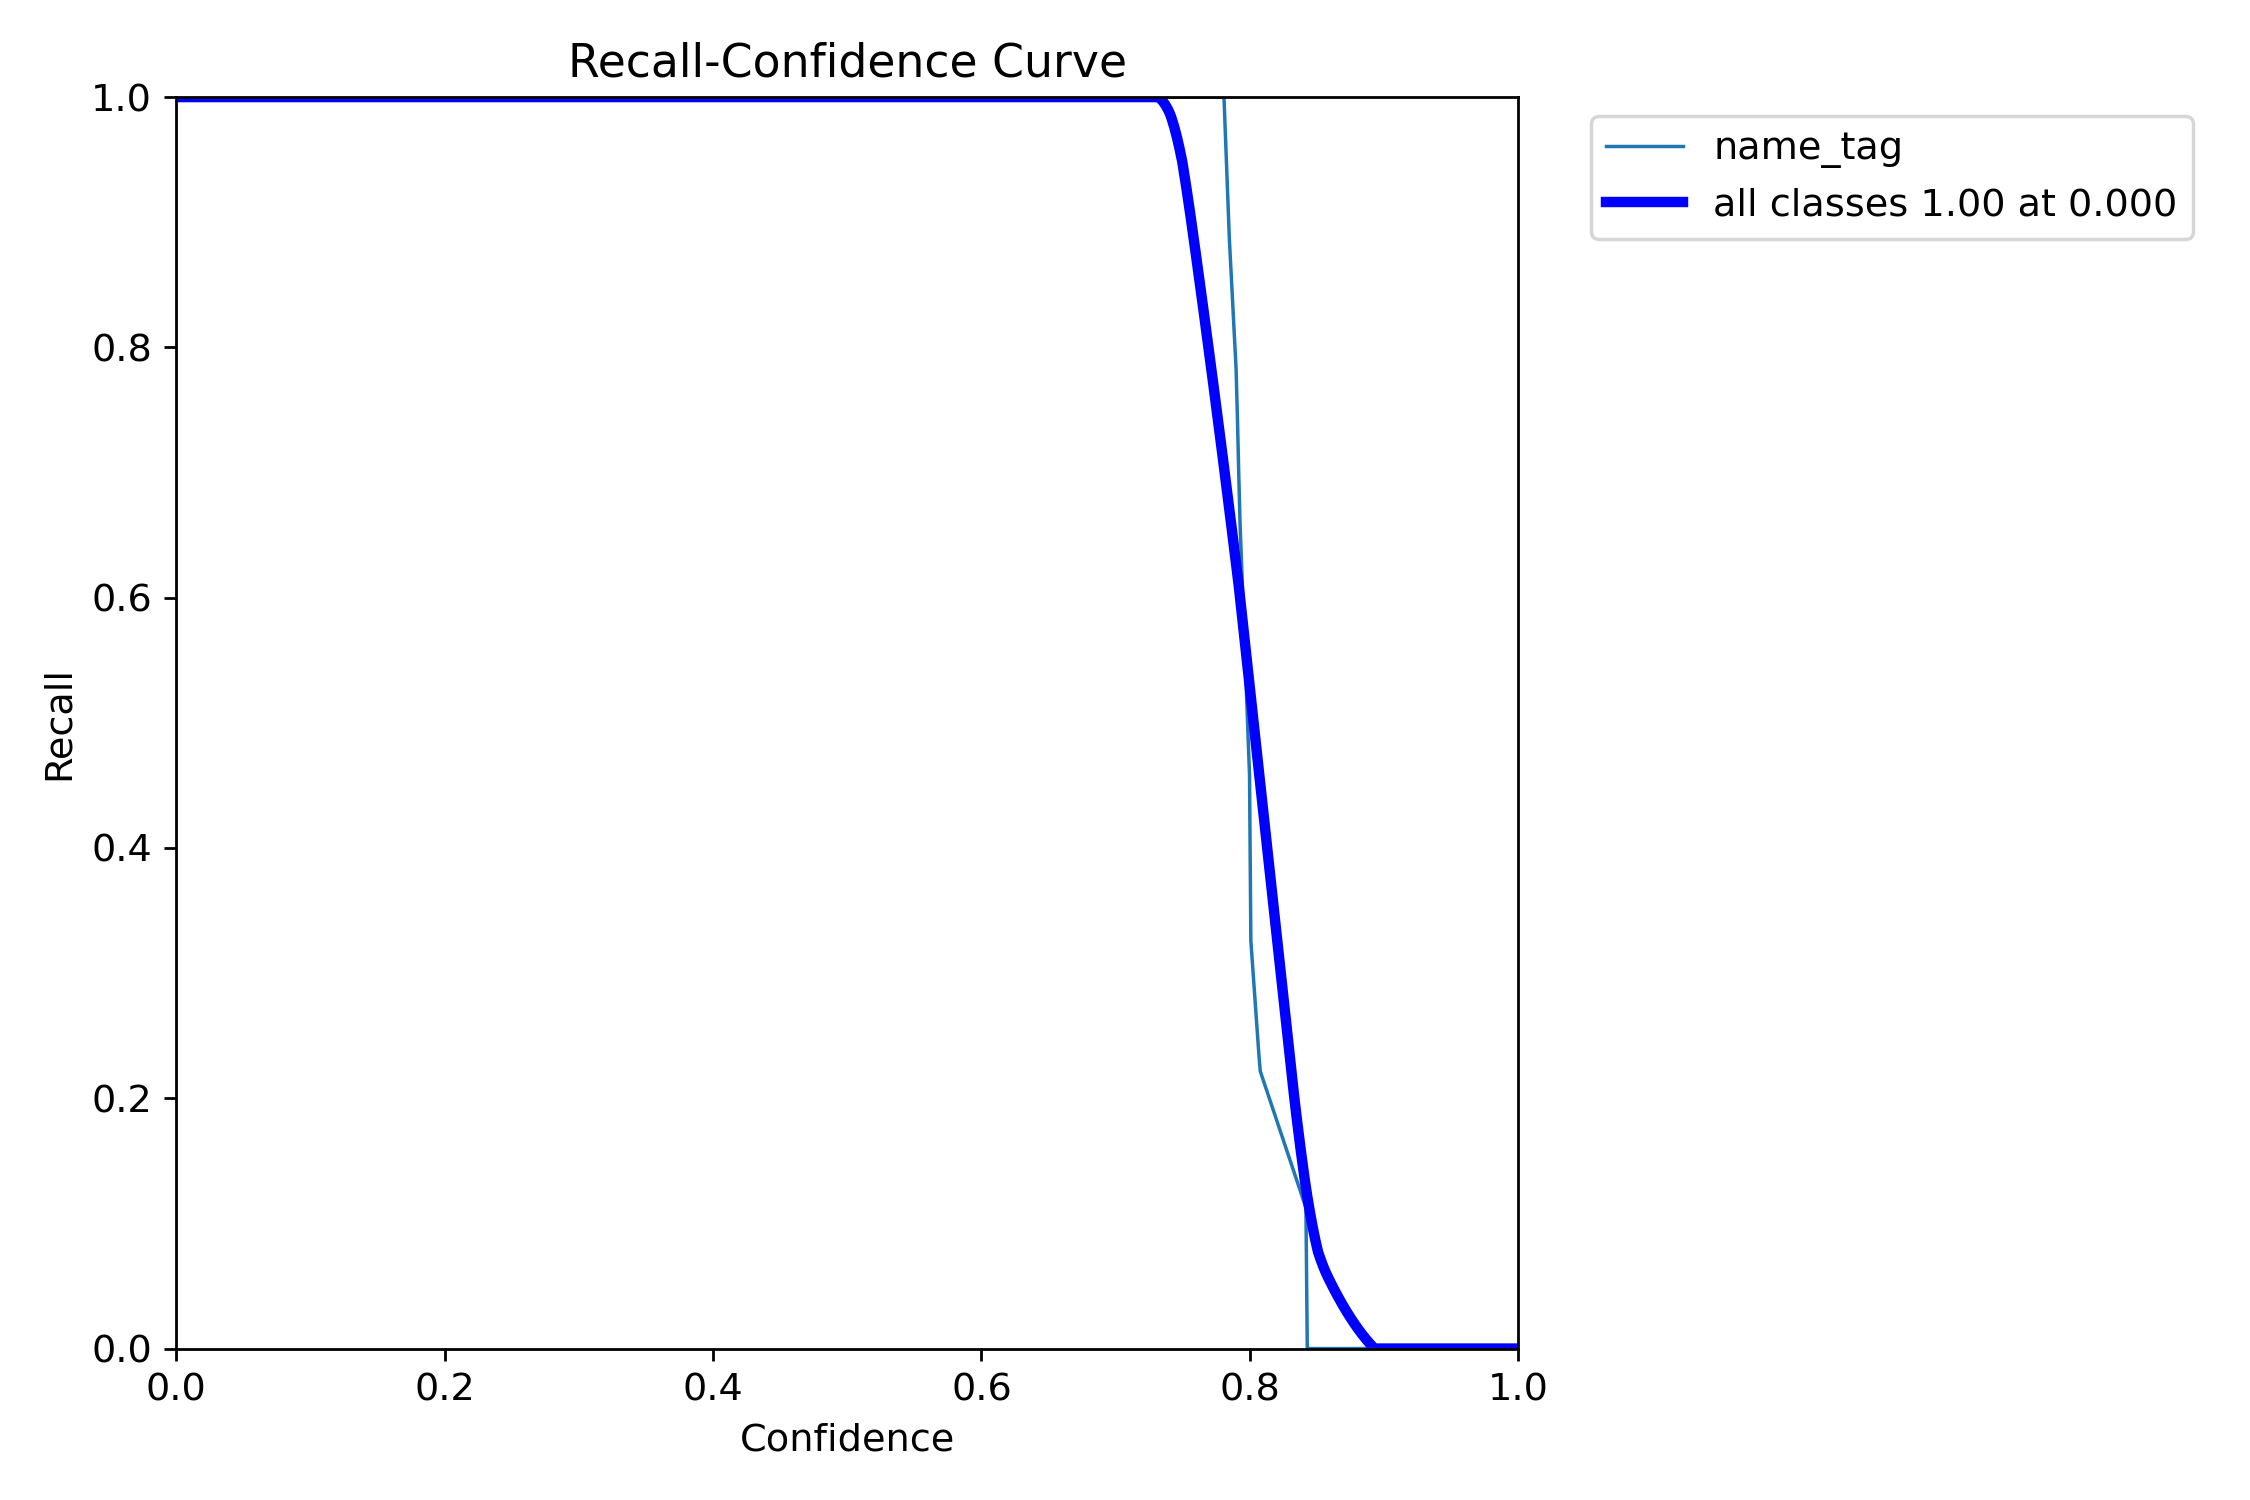 Recall-Confidence Curve
1.0
0.8
0.6
0.4
0.2
0.0
Recall
0.0 0.2 0.4 0.6 0.8 1.0
Confidence
name_tag
all classes 1.00 at 0.000